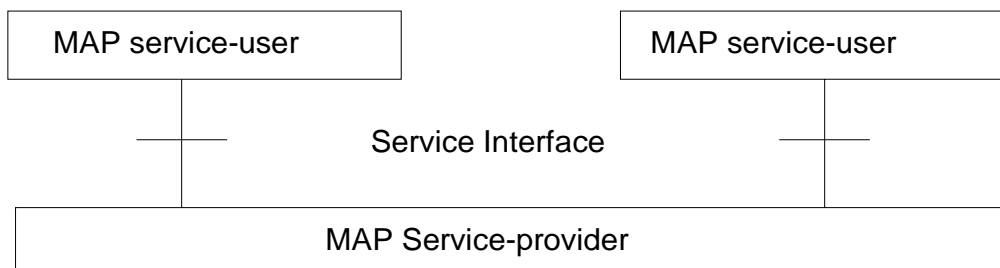 MAP service-user
MAP service-user
Service Interface
MAP Service-provider